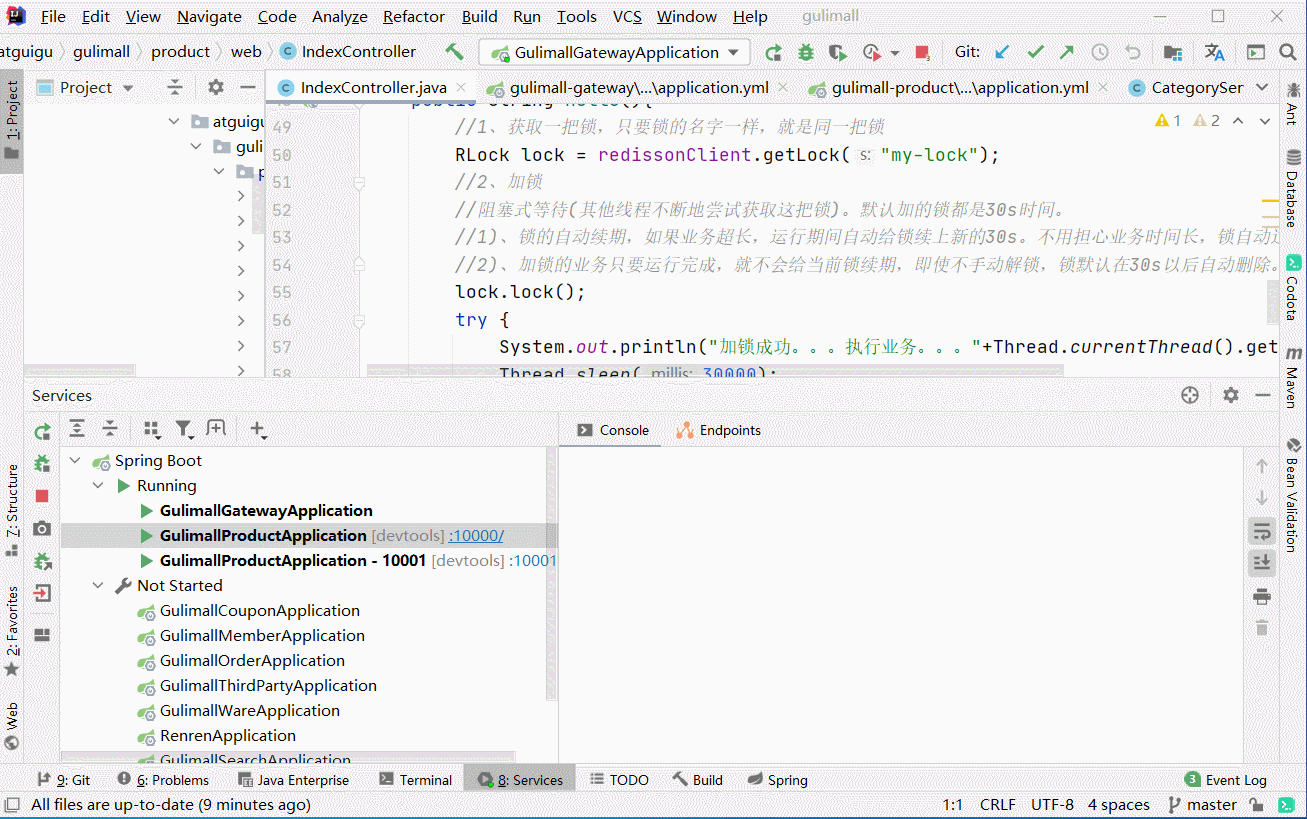 File Edit View Navigate Code Analyze Refactor Build Run Tools VCS Window Help gulimall
atguigu gulimall product web IndexController GulimallGatewayApplication Git:
Project IndexController.java gulimall-gateway\...\application.yml gulimall-product\...\application.yml CategorySer
1: Project
atguigu
guli
p
public String hello(){
49 //1、获取一把锁，只要锁的名字一样，就是同一把锁
1 2
50 RLock lock = redissonClient.getLock( s: "my-lock");
51 //2、加锁
52 //阻塞式等待(其他线程不断地尝试获取这把锁)。默认加的锁都是30s时间。
53 //1)、锁的自动续期，如果业务超长，运行期间自动给锁续上新的30s。不用担心业务时间长，锁自动过
54 //2)、加锁的业务只要运行完成，就不会给当前锁续期，即使不手动解锁，锁默认在30s以后自动删除。
55 lock.lock();
56 try {
57 System.out.println("加锁成功。。。执行业务。。。"+Thread.currentThread().get
58 Thread.sleep( millis: 30000);
Ant
Database
Codota
Maven
Bean Validation
Services
Console Endpoints
Spring Boot
Running
GulimallGatewayApplication
GulimallProductApplication [devtools] :10000/
GulimallProductApplication - 10001 [devtools] :10001
Not Started
GulimallCouponApplication
GulimallMemberApplication
GulimallOrderApplication
GulimallThirdPartyApplication
GulimallWareApplication
RenrenApplication
GulimallSearchApplication
7: Structure
2: Favorites
Web
9: Git 6: Problems Java Enterprise Terminal 8: Services TODO Build Spring 3 Event Log
All files are up-to-date (9 minutes ago) 1:1 CRLF UTF-8 4 spaces master